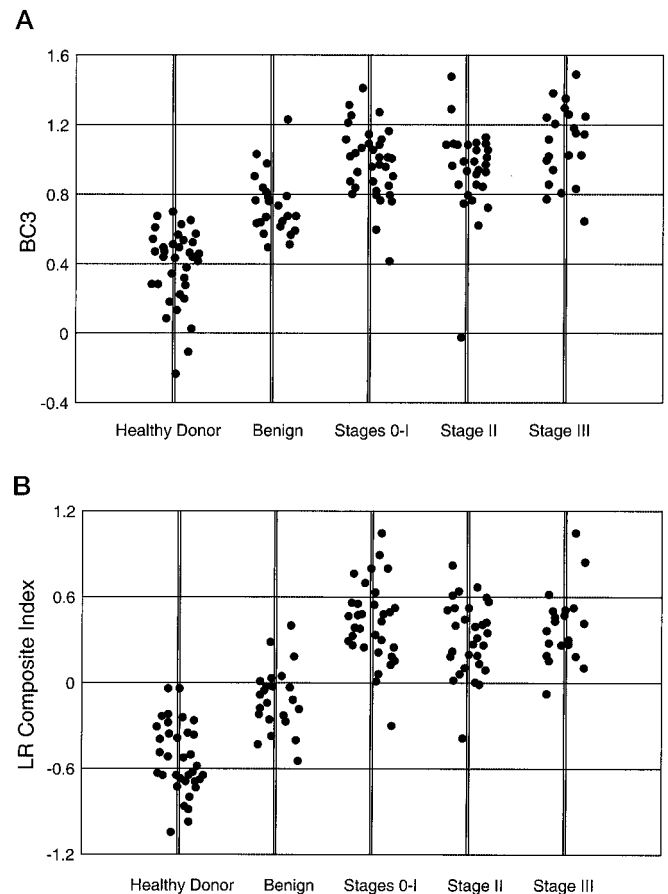 A
1.6
1.2
0.8
0.4
0
-0.4
BC3
Healthy Donor Benign Stages 0-I Stage II Stage III
B
1.2
0.6
0
-0.6
-1.2
LR Composite Index
Healthy Donor Benign Stages 0-I Stage II Stage III